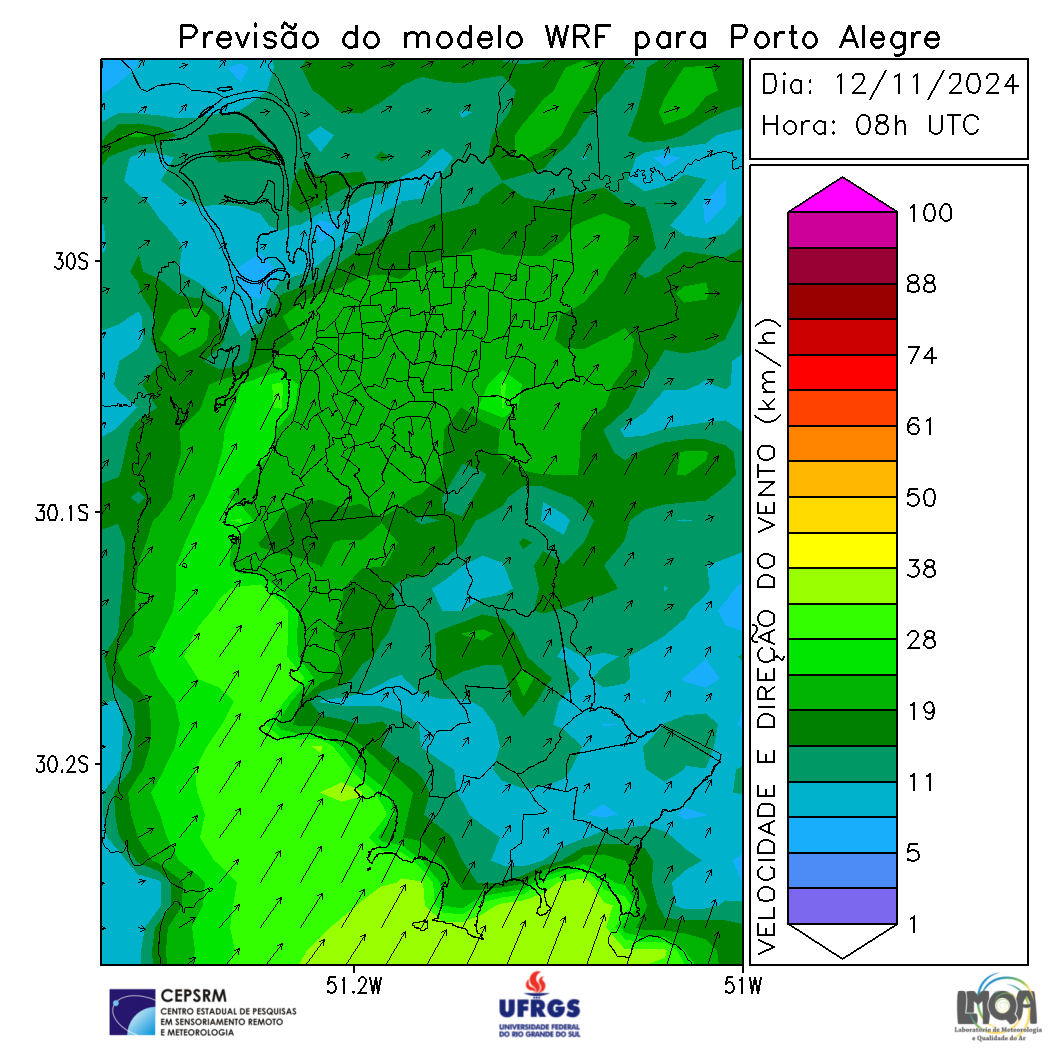 Previsão do modelo WRF para Porto Alegre
Dia: 12/11/2024
Hora: 08h UTC
30S
30.1S
30.2S
51.2W
51W
VELOCIDADE E DIREÇÃO DO VENTO (km/h)
100
88
74
61
50
38
28
19
11
5
1
CEPSRM
CENTRO ESTADUAL DE PESQUISAS
EM SENSORIAMENTO REMOTO
E METEOROLOGIA
UFRGS
UNIVERSIDADE FEDERAL
DO RIO GRANDE DO SUL
LMQA
Laboratório de Meteorologia
e Qualidade do Ar